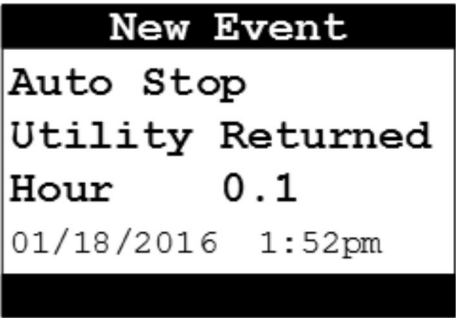 New Event
Auto Stop
Utility Returned
Hour 0.1
01/18/2016 1:52pm